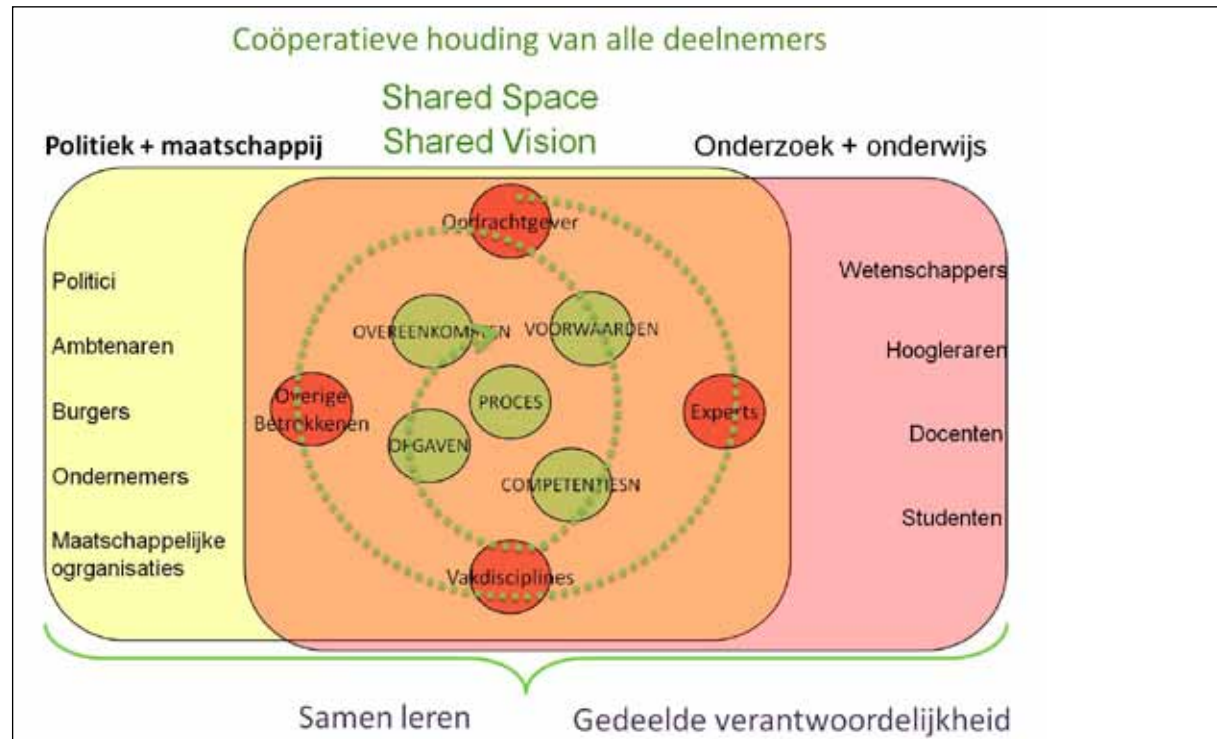 Coöperatieve houding van alle deelnemers
Shared Space
Shared Vision
Politiek + maatschappij
Onderzoek + onderwijs
Politici
Ambtenaren
Burgers
Ondernemers
Maatschappelijke
ogrganisaties
Opdrachtgever
OVEREENKOMSTEN
VOORWAARDEN
Overige
Betrokkenen
PROCES
Experts
OPGAVEN
COMPETENTIESN
Vakdisciplines
Wetenschappers
Hoogleraren
Docenten
Studenten
Samen leren
Gedeelde verantwoordelijkheid